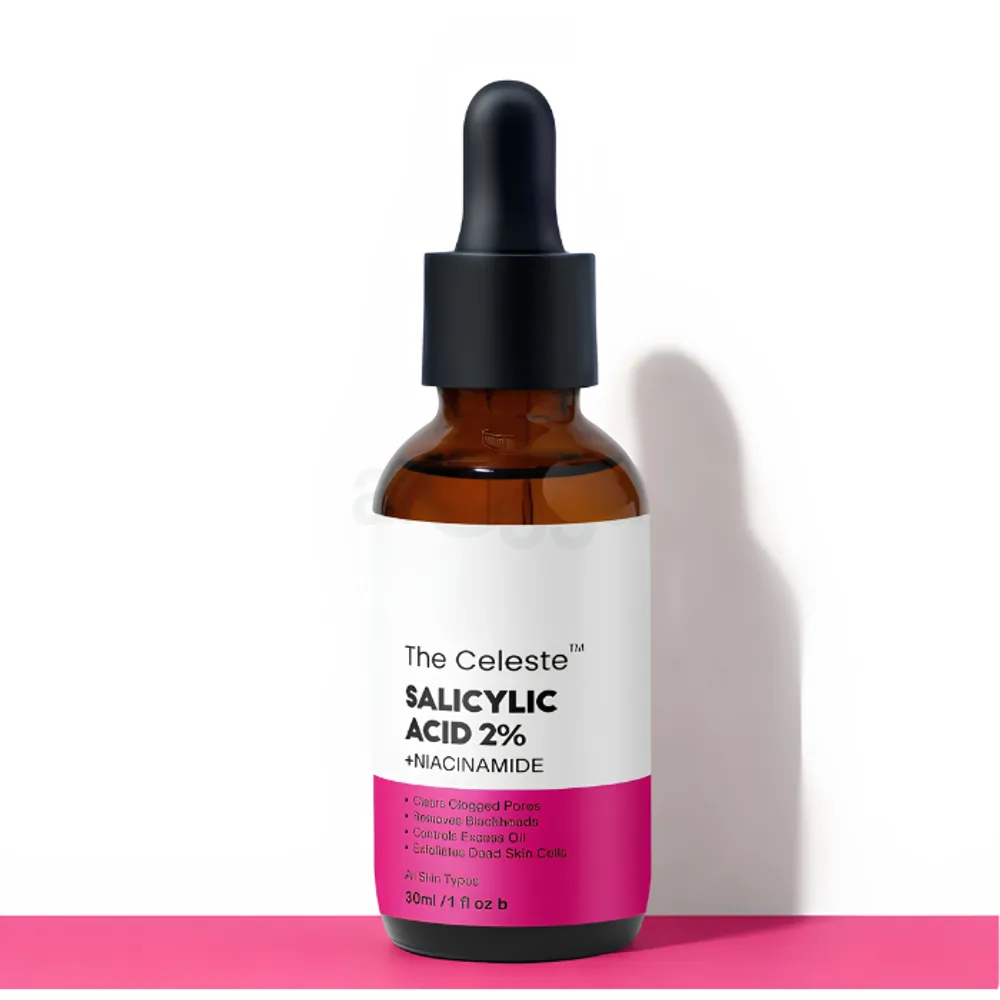 The Celeste™
SALICYLIC
ACID 2%
+NIACINAMIDE
• Clears Clogged Pores
• Removes Blackheads
• Controls Excess Oil
• Exfoliates Dead Skin Cells
All Skin Types
30ml /1 fl oz b